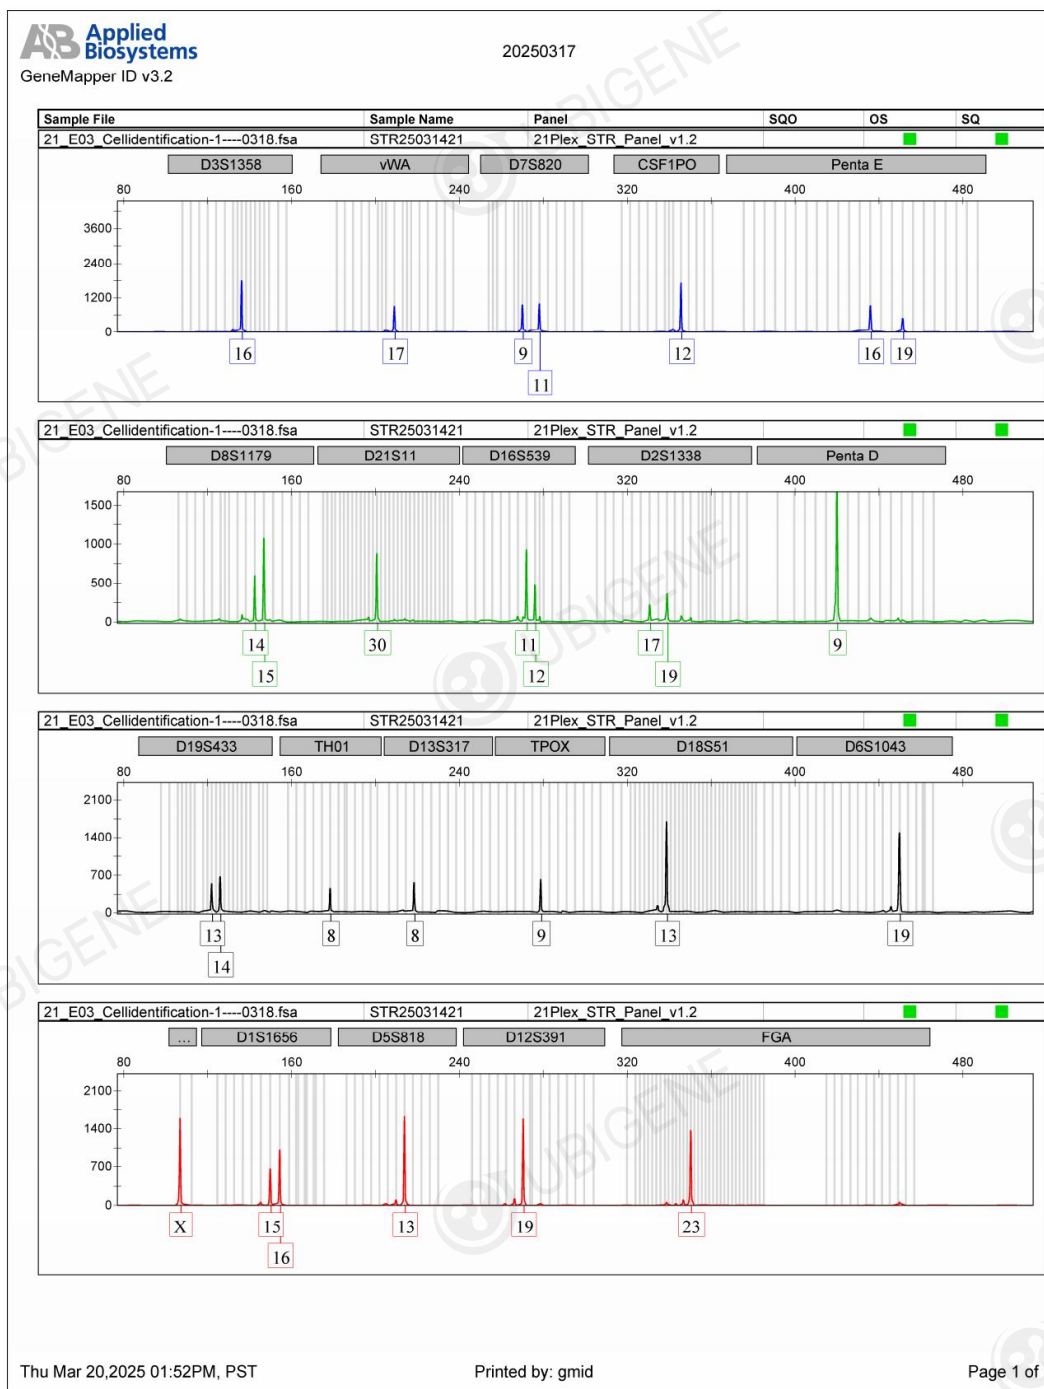 AB Applied Biosystems
GeneMapper ID v3.2
20250317
Sample File Sample Name Panel SQO OS SQ
21_E03_Cellidentification-1----0318.fsa STR25031421 21Plex_STR_Panel_v1.2
D3S1358 vWA D7S820 CSF1PO Penta E
80 160 240 320 400 480
3600
2400
1200
0
16 17 9 12 16 19
11
21_E03_Cellidentification-1----0318.fsa STR25031421 21Plex_STR_Panel_v1.2
D8S1179 D21S11 D16S539 D2S1338 Penta D
80 160 240 320 400 480
1500
1000
500
0
14 30 11 17 9
15 12 19
21_E03_Cellidentification-1----0318.fsa STR25031421 21Plex_STR_Panel_v1.2
D19S433 TH01 D13S317 TPOX D18S51 D6S1043
80 160 240 320 400 480
2100
1400
700
0
13 8 8 9 13 19
14
21_E03_Cellidentification-1----0318.fsa STR25031421 21Plex_STR_Panel_v1.2
... D1S1656 D5S818 D12S391 FGA
80 160 240 320 400 480
2100
1400
700
0
X 15 13 19 23
16
Thu Mar 20,2025 01:52PM, PST Printed by: gmid Page 1 of
UBIGENE